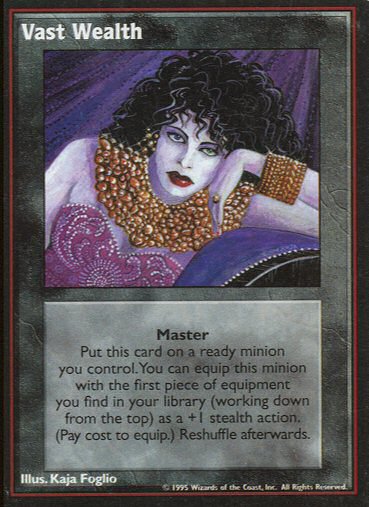 Vast Wealth
Master
Put this card on a ready minion
you control. You can equip this minion
with the first piece of equipment
you find in your library (working down
from the top) as a +1 stealth action.
(Pay cost to equip.) Reshuffle afterwards.
Illus. Kaja Foglio
© 1995 Wizards of the Coast, Inc. All Rights Reserved.